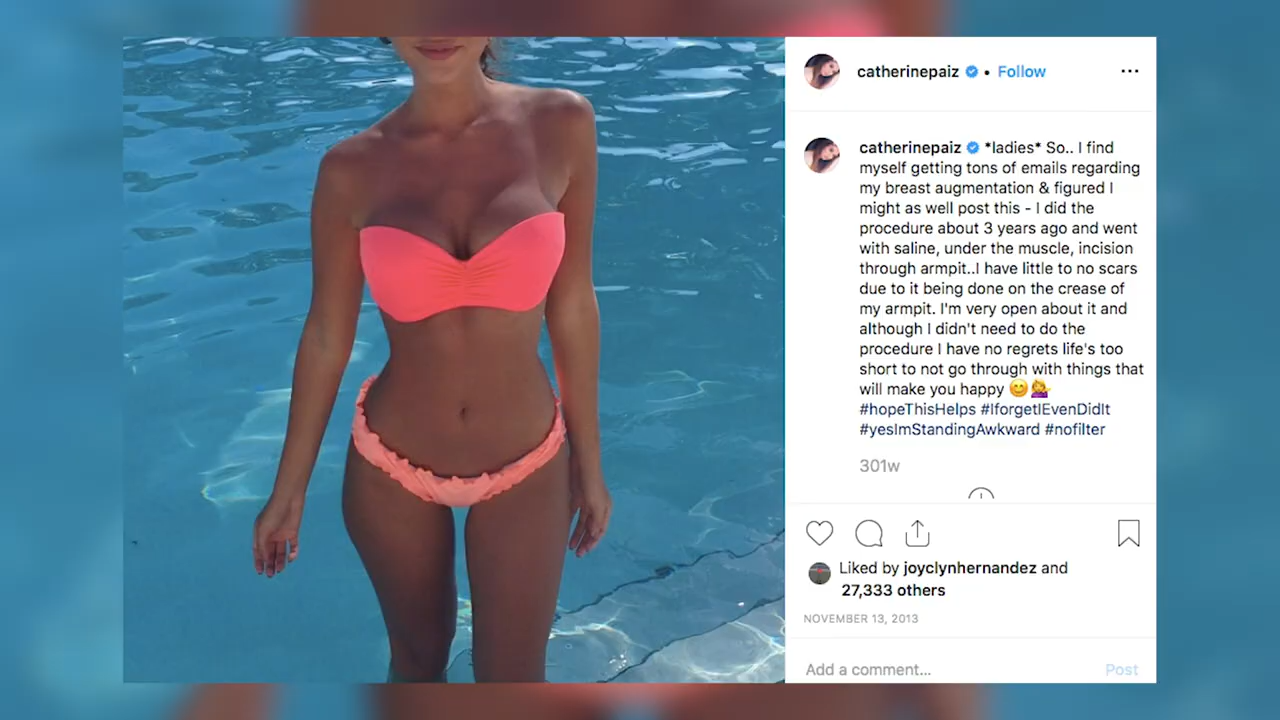 catherinepaiz • Follow
catherinepaiz *ladies* So.. I find
myself getting tons of emails regarding
my breast augmentation & figured I
might as well post this - I did the
procedure about 3 years ago and went
with saline, under the muscle, incision
through armpit..I have little to no scars
due to it being done on the crease of
my armpit. I'm very open about it and
although I didn't need to do the
procedure I have no regrets life's too
short to not go through with things that
will make you happy 😊 💁‍♀️
#hopeThisHelps #IforgetIEvenDidIt
#yesImStandingAwkward #nofilter
301w
Liked by joyclynhernandez and
27,333 others
NOVEMBER 13, 2013
Add a comment... Post